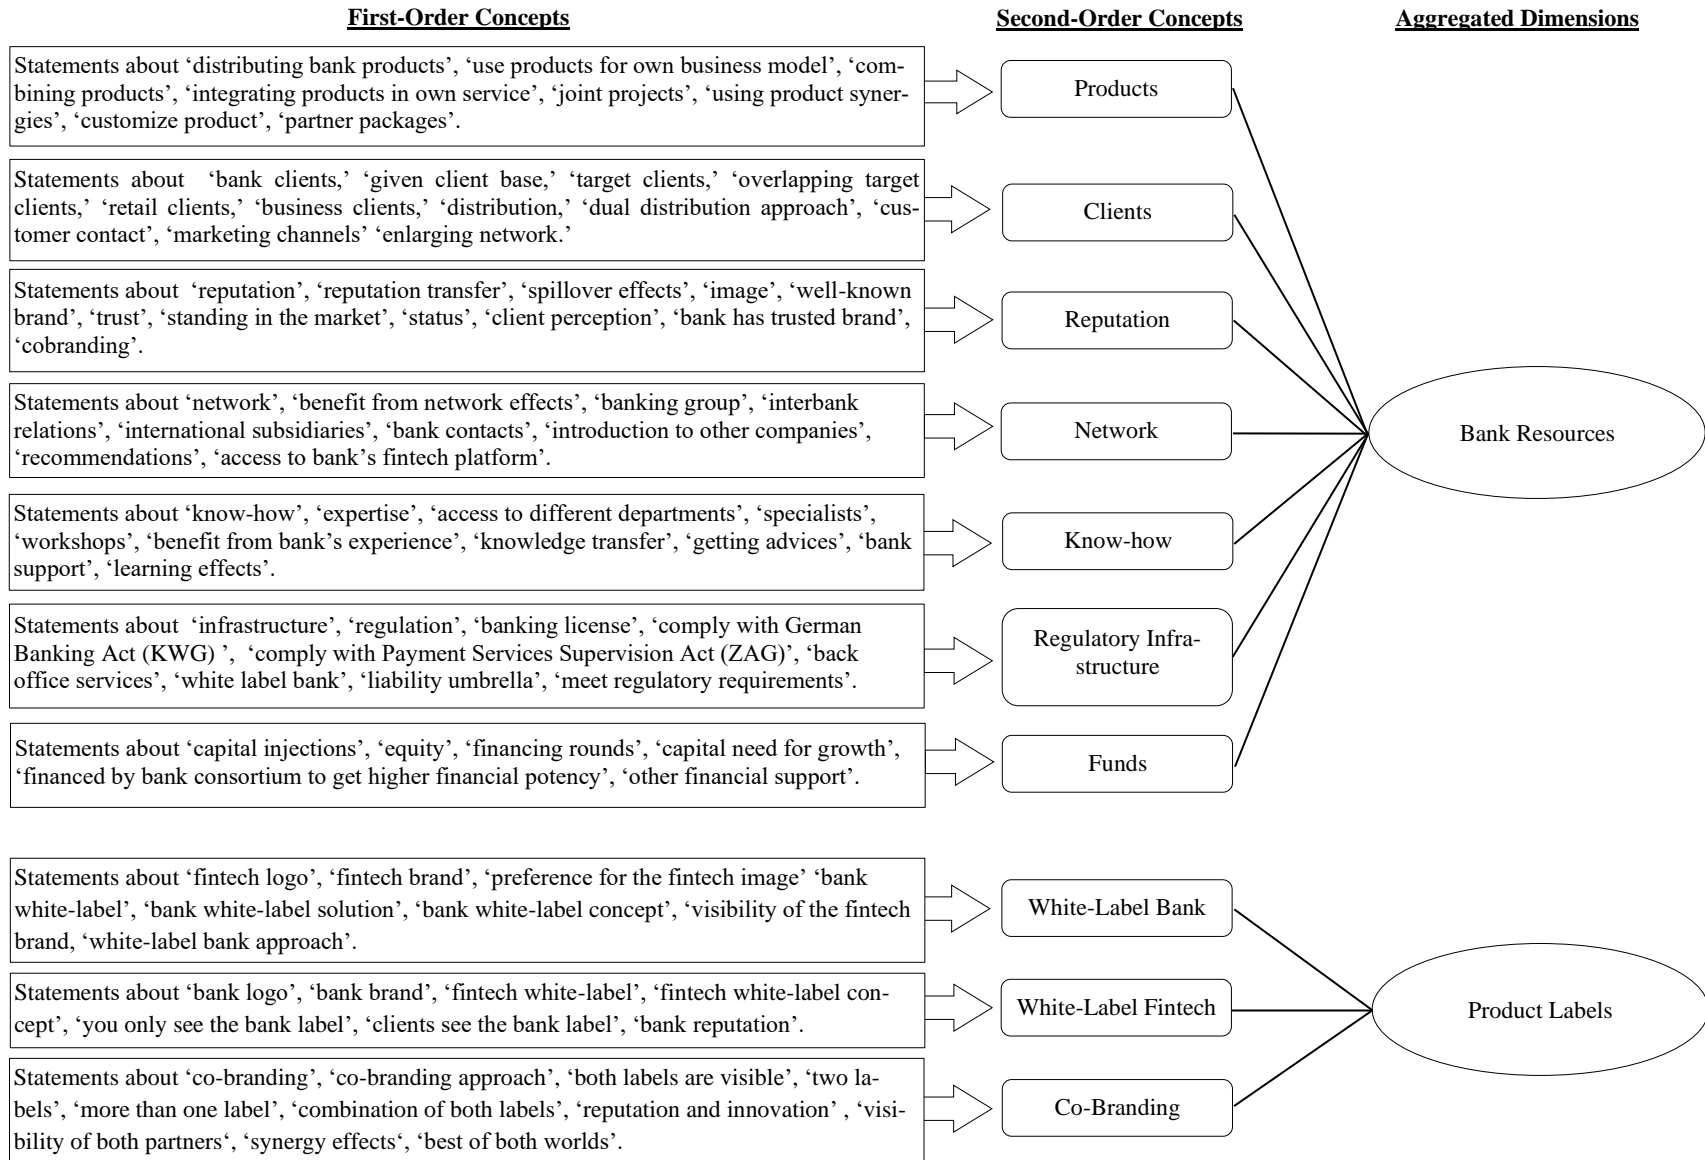 First-Order Concepts
Second-Order Concepts
Aggregated Dimensions
Statements about ‘distributing bank products’, ‘use products for own business model’, ‘com-
bining products’, ‘integrating products in own service’, ‘joint projects’, ‘using product syner-
gies’, ‘customize product’, ‘partner packages’.
Products
Statements about ‘bank clients,’ ‘given client base,’ ‘target clients,’ ‘overlapping target
clients,’ ‘retail clients,’ ‘business clients,’ ‘distribution,’ ‘dual distribution approach’, ‘cus-
tomer contact’, ‘marketing channels’ ‘enlarging network.’
Clients
Statements about ‘reputation’, ‘reputation transfer’, ‘spillover effects’, ‘image’, ‘well-known
brand’, ‘trust’, ‘standing in the market’, ‘status’, ‘client perception’, ‘bank has trusted brand’,
‘cobranding’.
Reputation
Statements about ‘network’, ‘benefit from network effects’, ‘banking group’, ‘interbank
relations’, ‘international subsidiaries’, ‘bank contacts’, ‘introduction to other companies’,
‘recommendations’, ‘access to bank’s fintech platform’.
Network
Bank Resources
Statements about ‘know-how’, ‘expertise’, ‘access to different departments’, ‘specialists’,
‘workshops’, ‘benefit from bank’s experience’, ‘knowledge transfer’, ‘getting advices’, ‘bank
support’, ‘learning effects’.
Know-how
Statements about ‘infrastructure’, ‘regulation’, ‘banking license’, ‘comply with German
Banking Act (KWG) ’, ‘comply with Payment Services Supervision Act (ZAG)’, ‘back
office services’, ‘white label bank’, ‘liability umbrella’, ‘meet regulatory requirements’.
Regulatory Infra-
structure
Statements about ‘capital injections’, ‘equity’, ‘financing rounds’, ‘capital need for growth’,
‘financed by bank consortium to get higher financial potency’, ‘other financial support’.
Funds
Statements about ‘fintech logo’, ‘fintech brand’, ‘preference for the fintech image’ ‘bank
white-label’, ‘bank white-label solution’, ‘bank white-label concept’, ‘visibility of the fintech
brand, ‘white-label bank approach’.
White-Label Bank
Statements about ‘bank logo’, ‘bank brand’, ‘fintech white-label’, ‘fintech white-label con-
cept’, ‘you only see the bank label’, ‘clients see the bank label’, ‘bank reputation’.
White-Label Fintech
Product Labels
Statements about ‘co-branding’, ‘co-branding approach’, ‘both labels are visible’, ‘two la-
bels’, ‘more than one label’, ‘combination of both labels’, ‘reputation and innovation’ , ‘visi-
bility of both partners‘, ‘synergy effects‘, ‘best of both worlds’.
Co-Branding